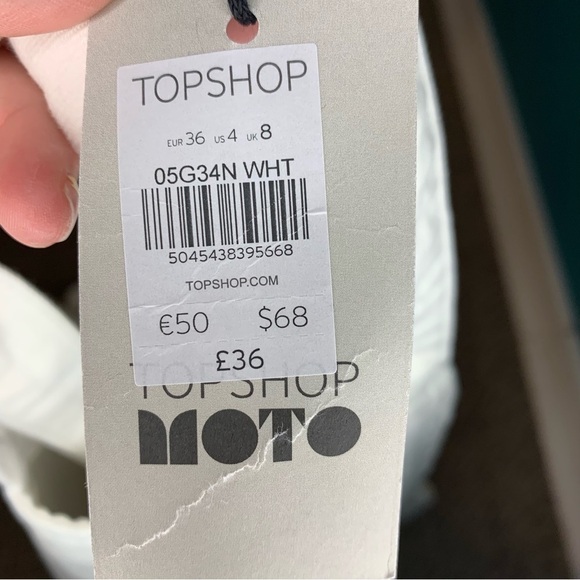 TOPSHOP
EUR 36 US 4 UK 8
05G34N WHT
5045438395668
TOPSHOP.COM
€50 $68
£36
TOPSHOP
MOTO